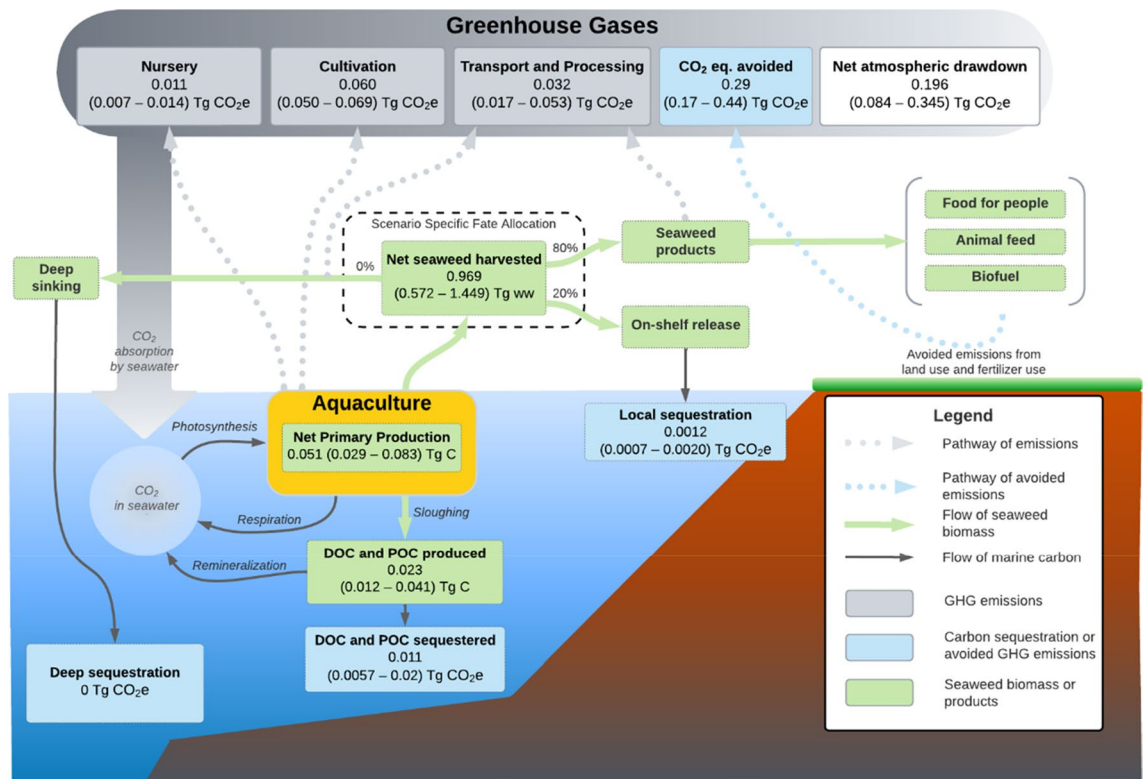 Greenhouse Gases
Nursery
0.011
(0.007 – 0.014) Tg CO₂e
Cultivation
0.060
(0.050 – 0.069) Tg CO₂e
Transport and Processing
0.032
(0.017 – 0.053) Tg CO₂e
CO₂ eq. avoided
0.29
(0.17 – 0.44) Tg CO₂e
Net atmospheric drawdown
0.196
(0.084 – 0.345) Tg CO₂e
Scenario Specific Fate Allocation
Net seaweed harvested
0.969
(0.572 – 1.449) Tg ww
0%
80%
20%
Deep
sinking
Seaweed
products
On-shelf release
Food for people
Animal feed
Biofuel
CO₂
absorption
by seawater
Avoided emissions from
land use and fertilizer use
Aquaculture
Net Primary Production
0.051 (0.029 – 0.083) Tg C
Photosynthesis
CO₂
in seawater
Respiration
Sloughing
Remineralization
DOC and POC produced
0.023
(0.012 – 0.041) Tg C
DOC and POC sequestered
0.011
(0.0057 – 0.02) Tg CO₂e
Deep sequestration
0 Tg CO₂e
Local sequestration
0.0012
(0.0007 – 0.0020) Tg CO₂e
Legend
Pathway of emissions
Pathway of avoided
emissions
Flow of seaweed
biomass
Flow of marine carbon
GHG emissions
Carbon sequestration or
avoided GHG emissions
Seaweed biomass or
products